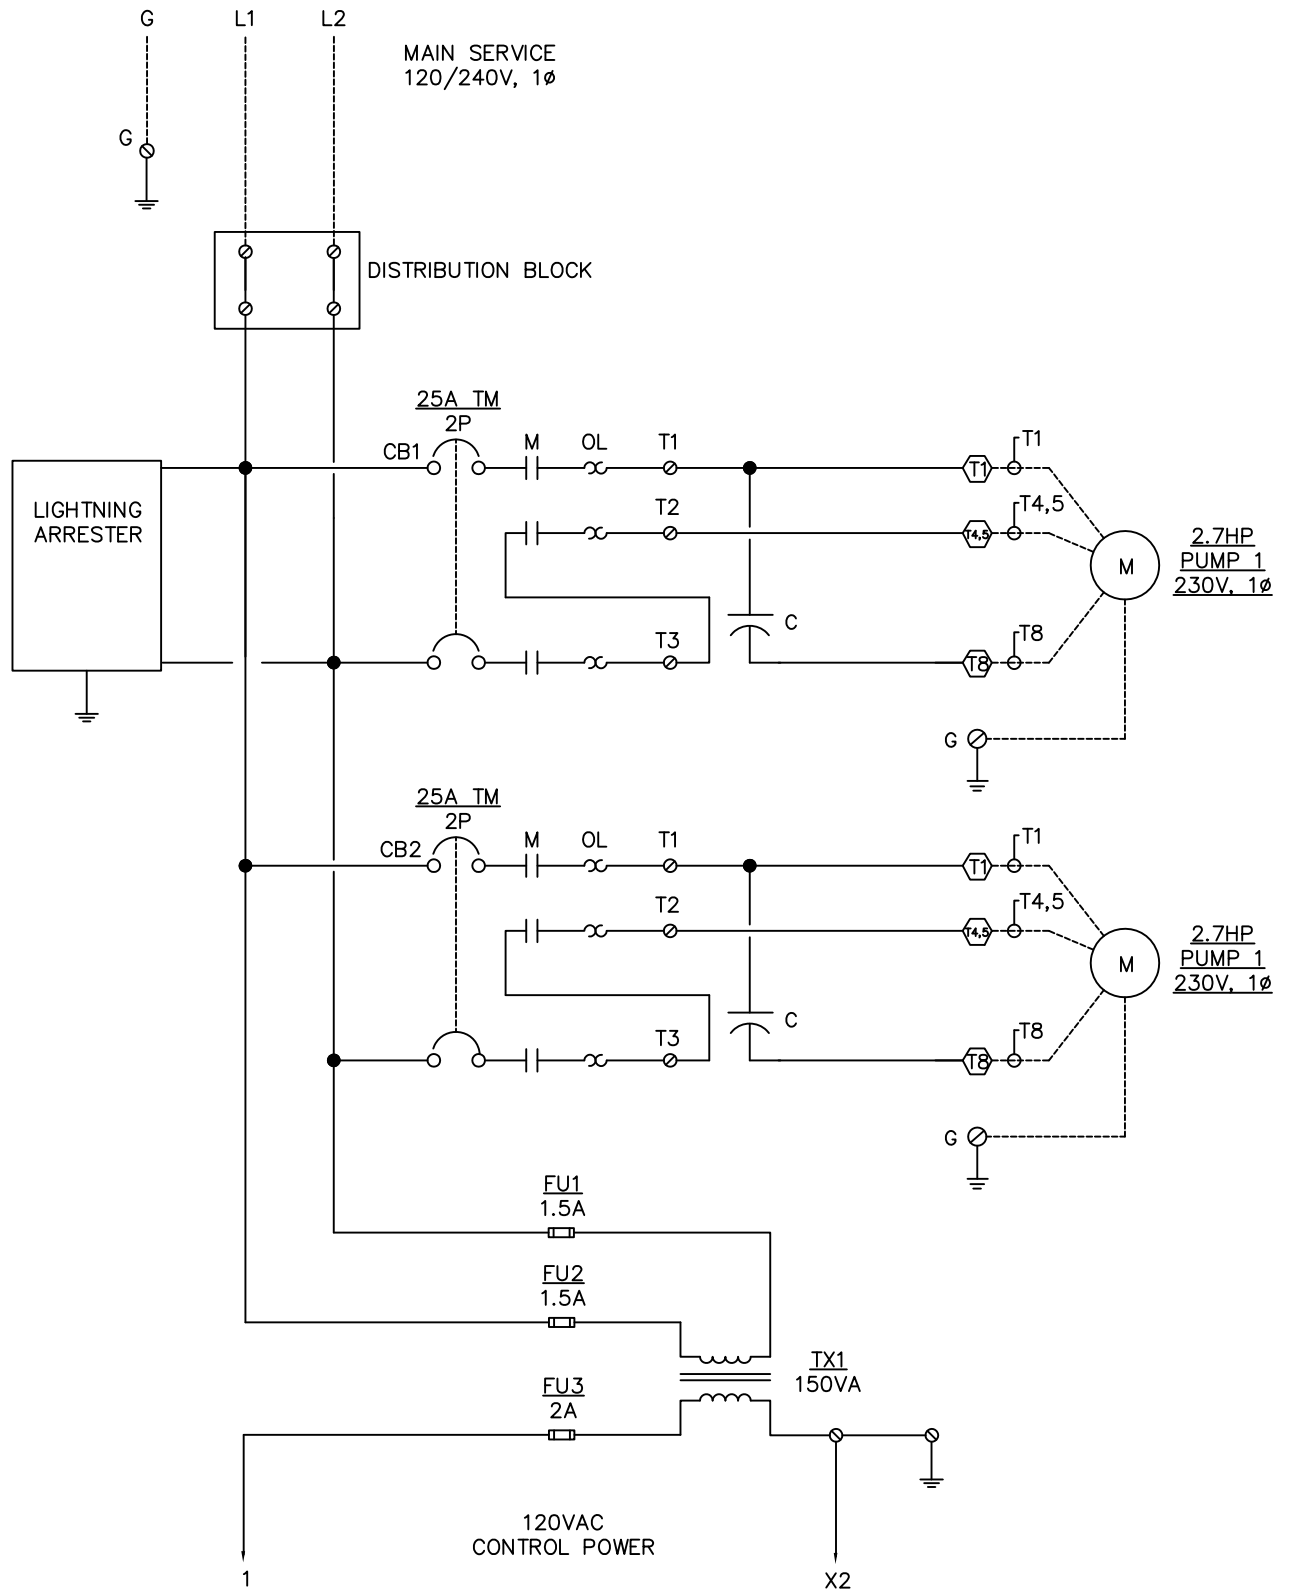 G
L1
L2
MAIN SERVICE
120/240V, 1ø
G
DISTRIBUTION BLOCK
25A TM
2P
CB1
M
OL
T1
T1
T1
LIGHTNING
ARRESTER
T2
T4,5
T4,5
2.7HP
PUMP 1
230V, 1ø
M
C
T3
T8
T8
G
25A TM
2P
CB2
M
OL
T1
T1
T1
T2
T4,5
T4,5
2.7HP
PUMP 1
230V, 1ø
M
C
T3
T8
T8
G
FU1
1.5A
FU2
1.5A
TX1
150VA
FU3
2A
120VAC
CONTROL POWER
1
X2